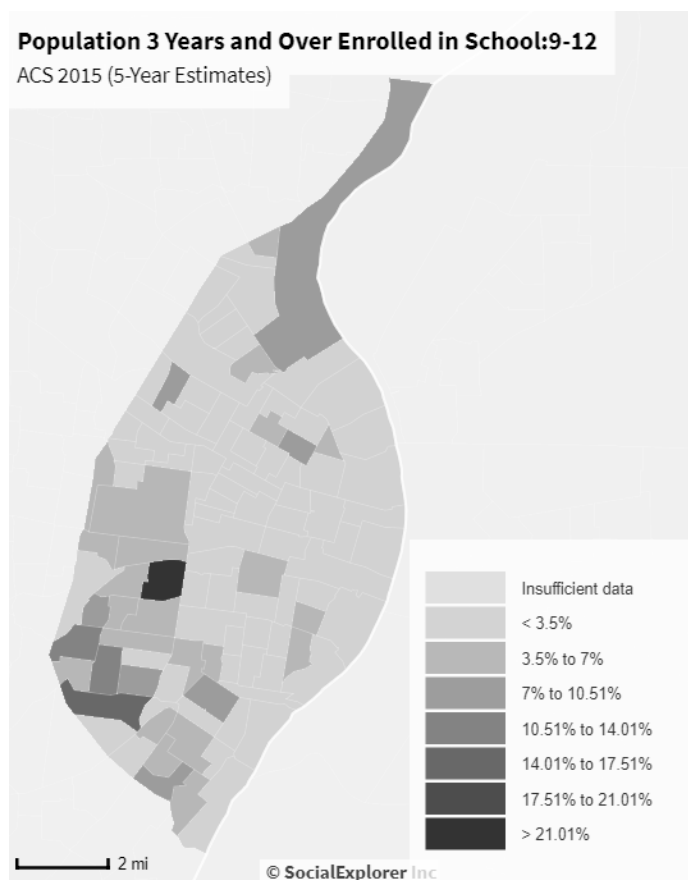 Population 3 Years and Over Enrolled in School:9-12
ACS 2015 (5-Year Estimates)
Insufficient data
< 3.5%
3.5% to 7%
7% to 10.51%
10.51% to 14.01%
14.01% to 17.51%
17.51% to 21.01%
> 21.01%
2 mi
© SocialExplorer Inc